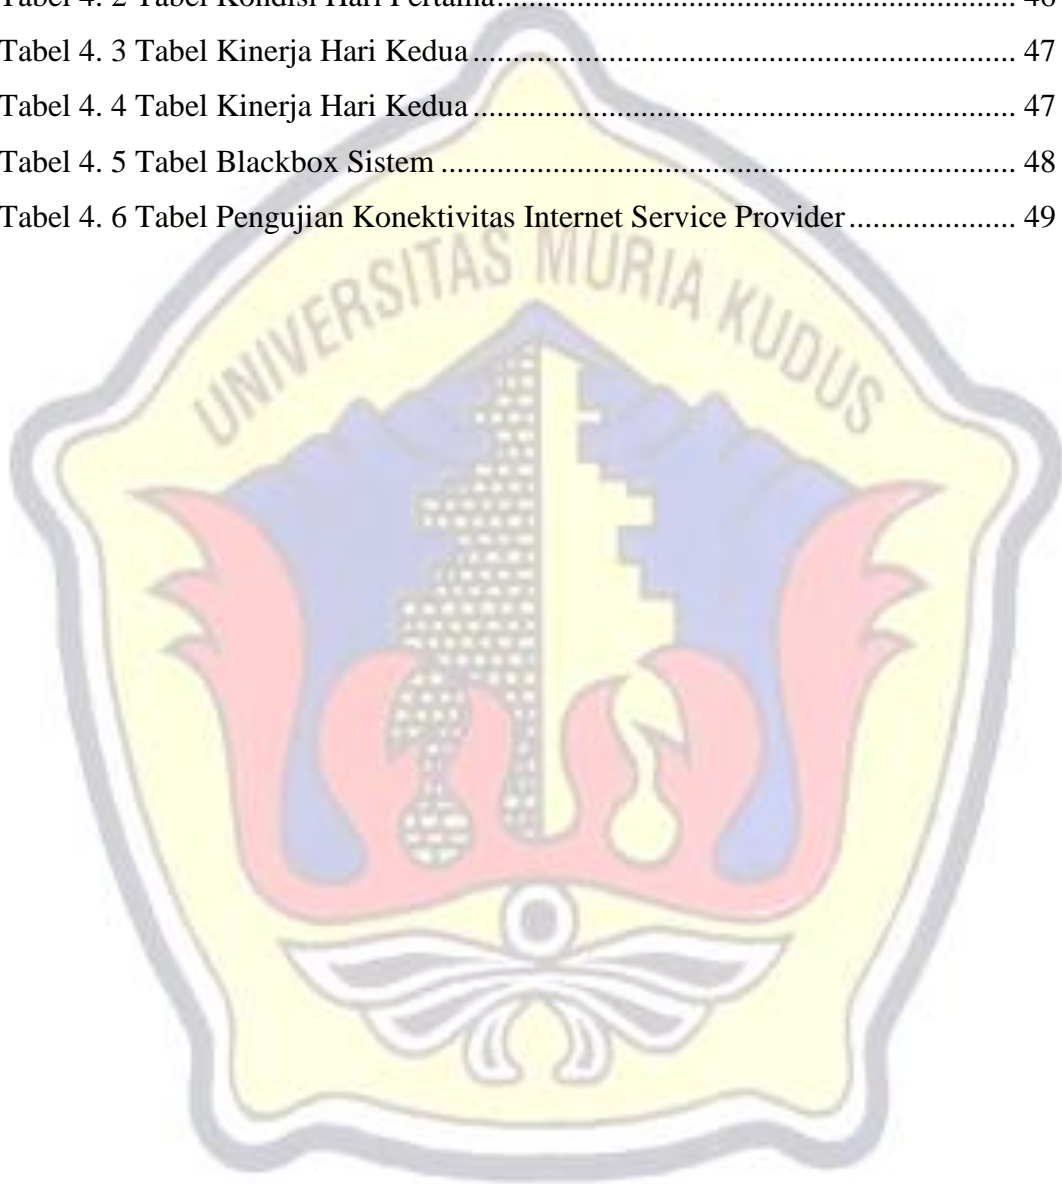 Tabel 4. 2 Tabel Kondisi Hari Pertama.......................................................... 46
Tabel 4. 3 Tabel Kinerja Hari Kedua.................................................................... 47
Tabel 4. 4 Tabel Kinerja Hari Kedua.................................................................... 47
Tabel 4. 5 Tabel Blackbox Sistem........................................................................ 48
Tabel 4. 6 Tabel Pengujian Konektivitas Internet Service Provider..................... 49
UNIVERSITAS MURIA KUDUS